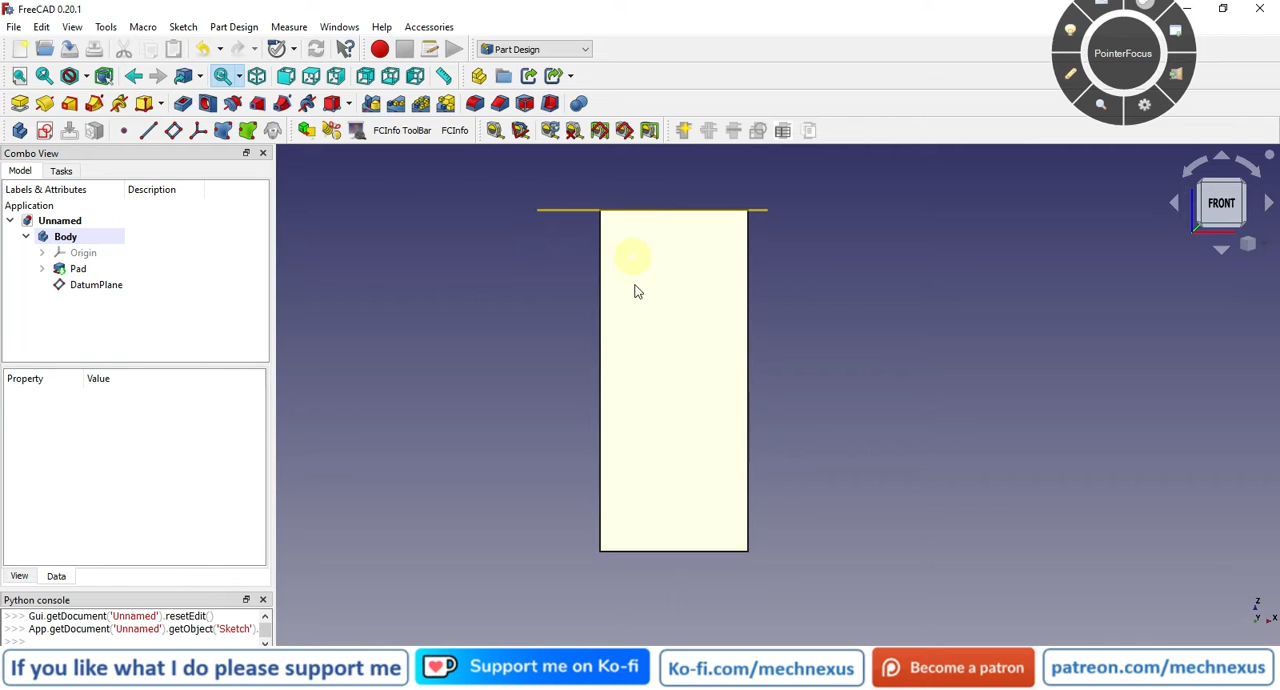 FreeCAD 0.20.1
File Edit View Tools Macro Sketch Part Design Measure Windows Help Accessories
Part Design
PointerFocus
FCInfo ToolBar FCInfo
Combo View
Model Tasks
Labels & Attributes Description
Application
Unnamed
Body
Origin
Pad
DatumPlane
FRONT
Property Value
View Data
Python console
>>> Gui.getDocument('Unnamed').resetEdit()
>>> App.getDocument('Unnamed').getObject('Sketch').
>>>
Z
Y X
If you like what I do please support me
Support me on Ko-fi
Ko-fi.com/mechnexus
Become a patron
patreon.com/mechnexus